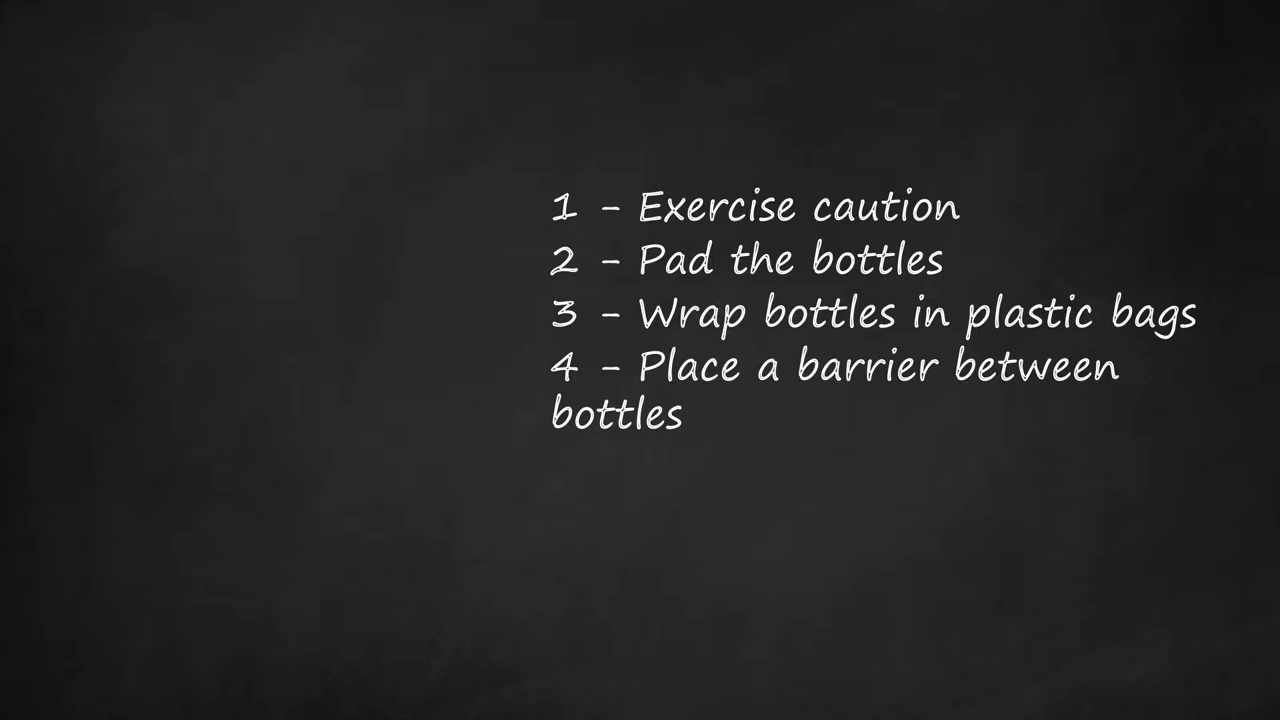 1 - Exercise caution
2 - Pad the bottles
3 - Wrap bottles in plastic bags
4 - Place a barrier between
bottles